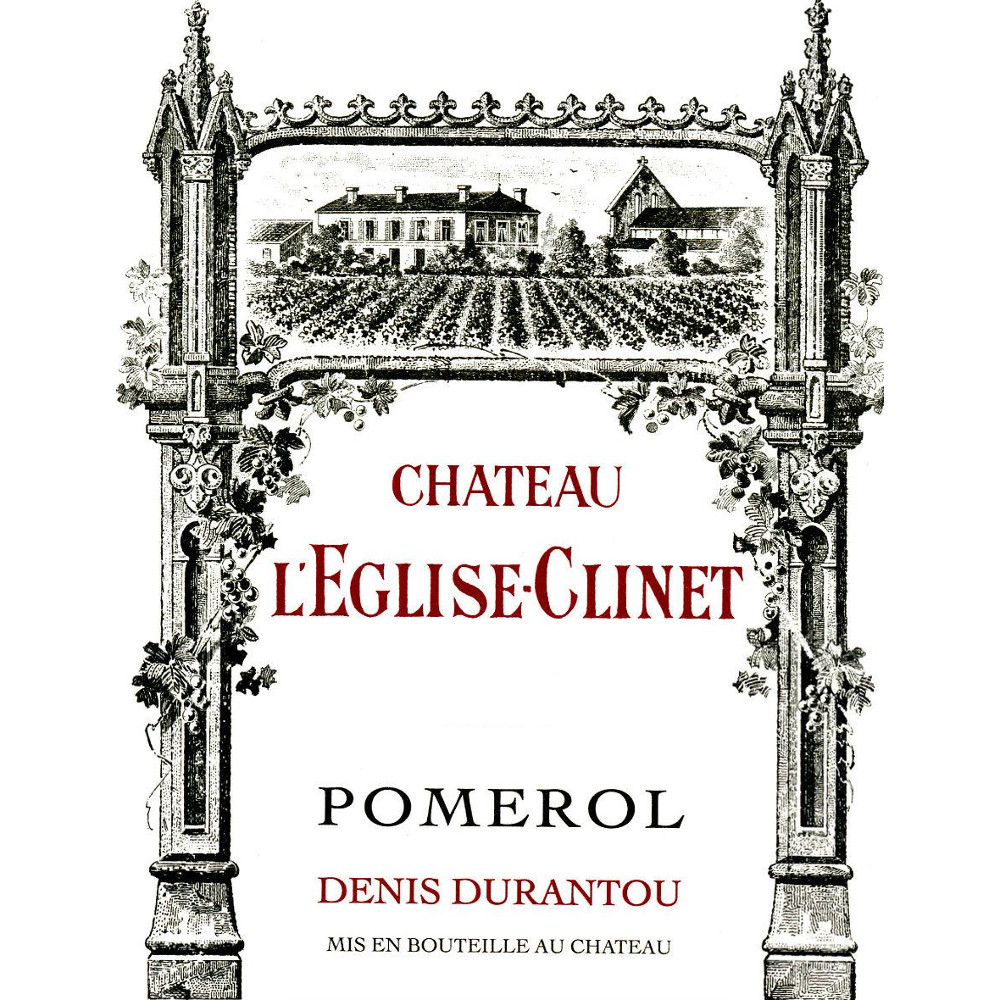 CHATEAU
L'EGLISE-CLINET
POMEROL
DENIS DURANTOU
MIS EN BOUTEILLE AU CHATEAU